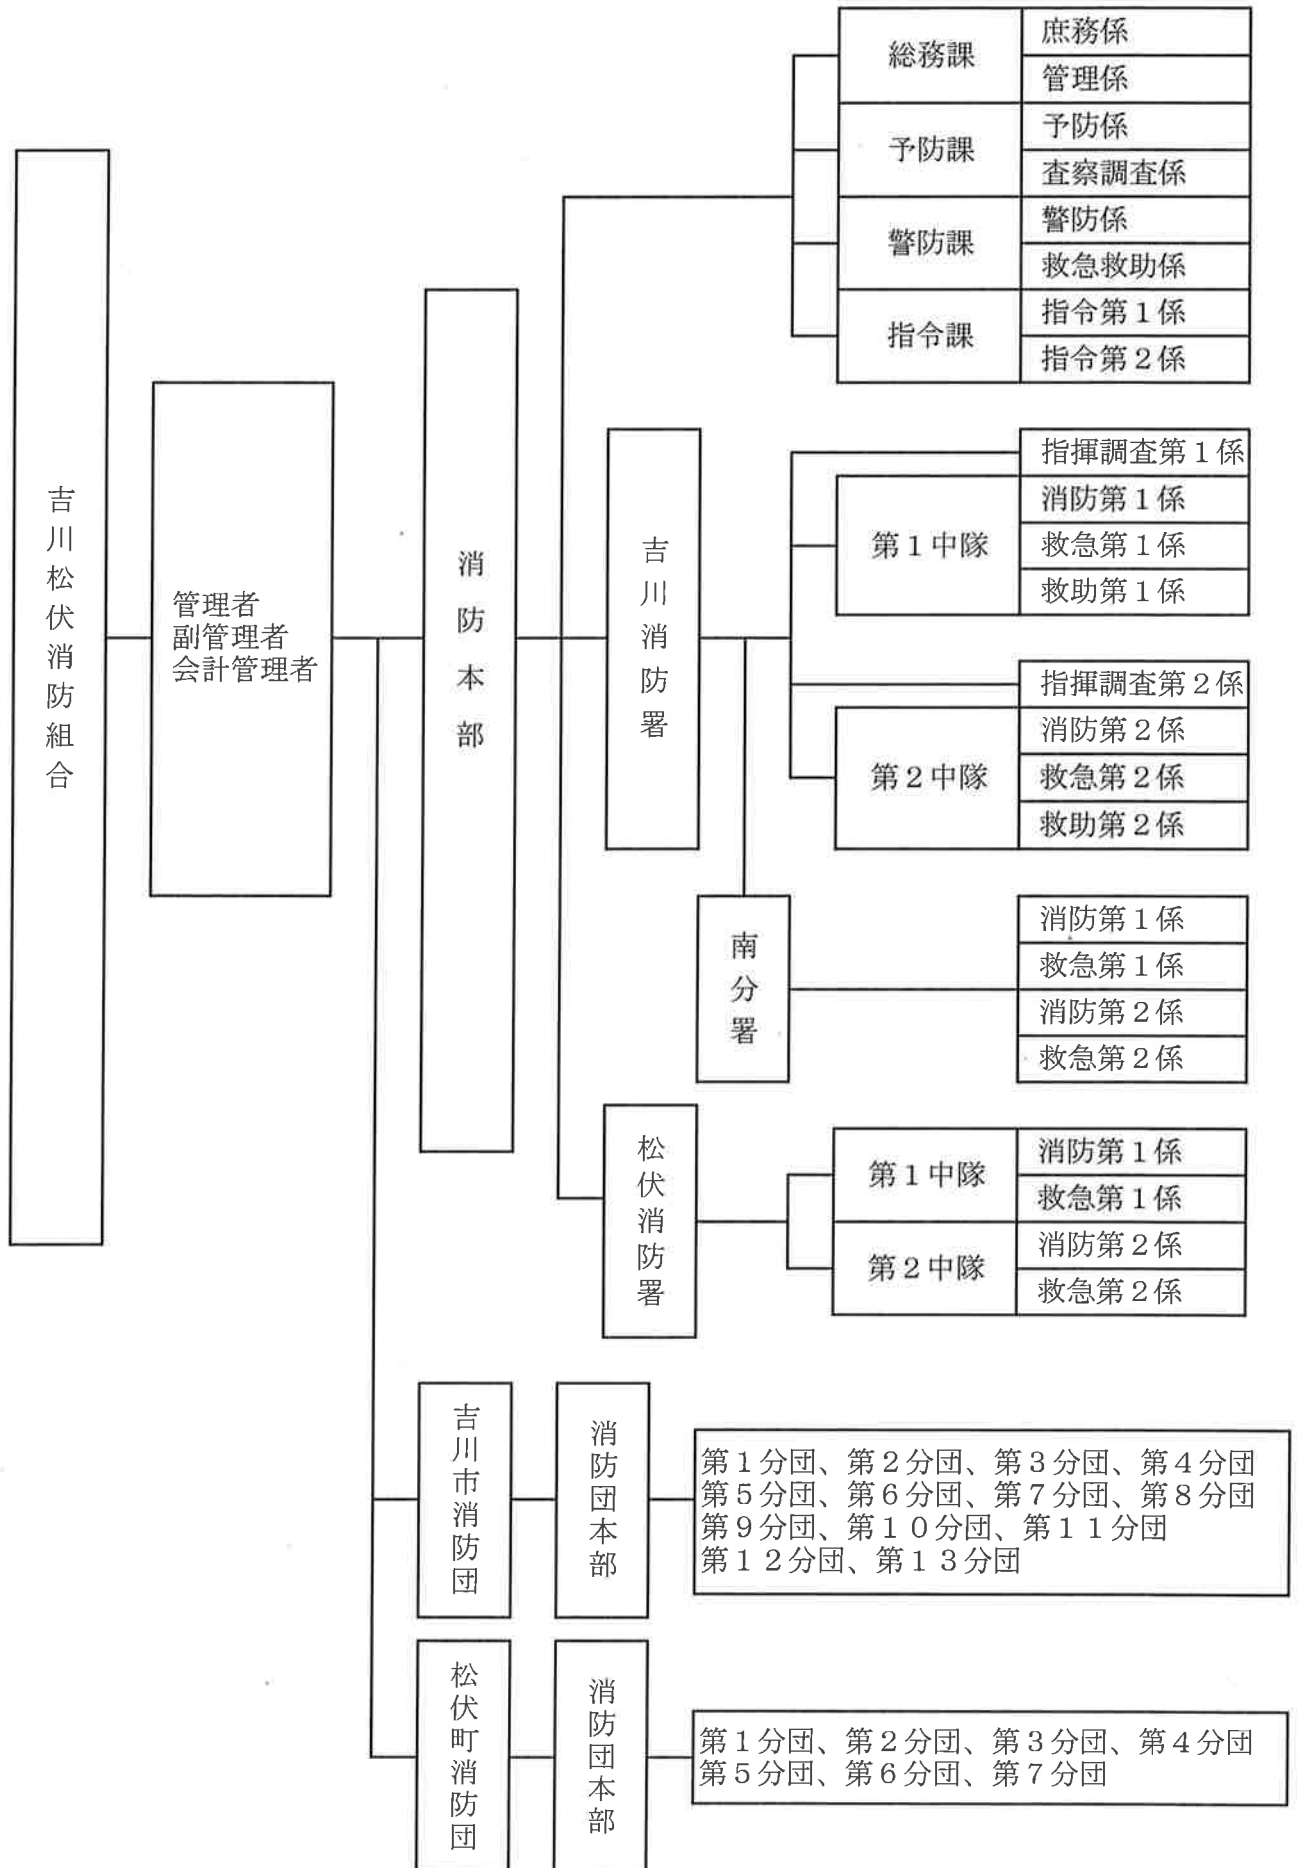 吉川松伏消防組合
管理者
副管理者
会計管理者
消防本部
総務課
庶務係
管理係
予防課
予防係
査察調査係
警防課
警防係
救急救助係
指令課
指令第1係
指令第2係
吉川消防署
指揮調査第1係
第1中隊
消防第1係
救急第1係
救助第1係
指揮調査第2係
第2中隊
消防第2係
救急第2係
救助第2係
南分署
消防第1係
救急第1係
消防第2係
救急第2係
松伏消防署
第1中隊
消防第1係
救急第1係
第2中隊
消防第2係
救急第2係
吉川市消防団
消防団本部
第1分団、第2分団、第3分団、第4分団
第5分団、第6分団、第7分団、第8分団
第9分団、第10分団、第11分団
第12分団、第13分団
松伏町消防団
消防団本部
第1分団、第2分団、第3分団、第4分団
第5分団、第6分団、第7分団